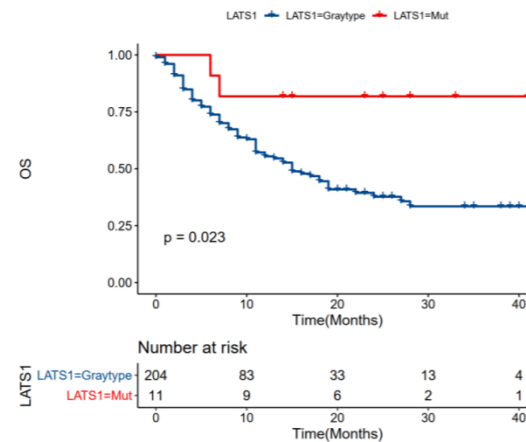 LATS1 LATS1=Graytype LATS1=Mut
1.00
0.75
0.50
0.25
0.00
OS
p = 0.023
0 10 20 30 40
Time(Months)
Number at risk
LATS1
LATS1=Graytype 204 83 33 13 4
LATS1=Mut 11 9 6 2 1
0 10 20 30 40
Time(Months)